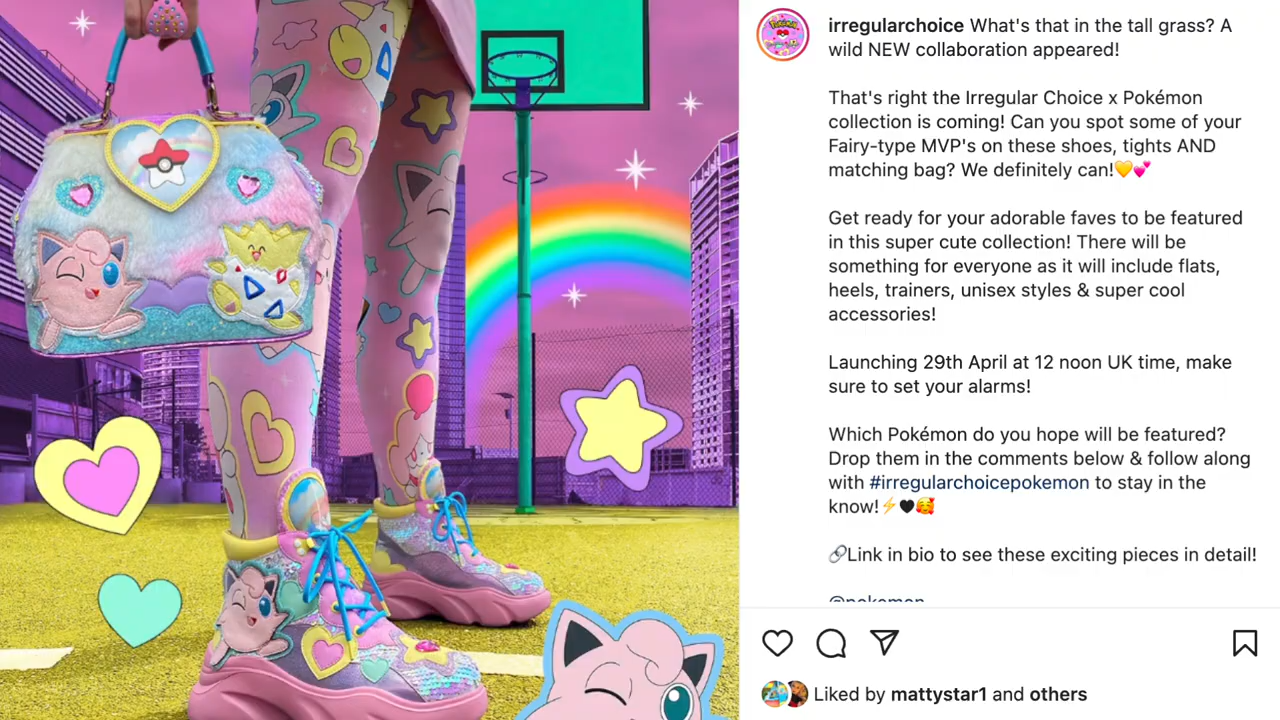 irregularchoice What's that in the tall grass? A
wild NEW collaboration appeared!
That's right the Irregular Choice x Pokémon
collection is coming! Can you spot some of your
Fairy-type MVP's on these shoes, tights AND
matching bag? We definitely can!💛💕
Get ready for your adorable faves to be featured
in this super cute collection! There will be
something for everyone as it will include flats,
heels, trainers, unisex styles & super cool
accessories!
Launching 29th April at 12 noon UK time, make
sure to set your alarms!
Which Pokémon do you hope will be featured?
Drop them in the comments below & follow along
with #irregularchoicepokemon to stay in the
know!⚡🖤🥰
🔗Link in bio to see these exciting pieces in detail!
@pokemon
Liked by mattystar1 and others